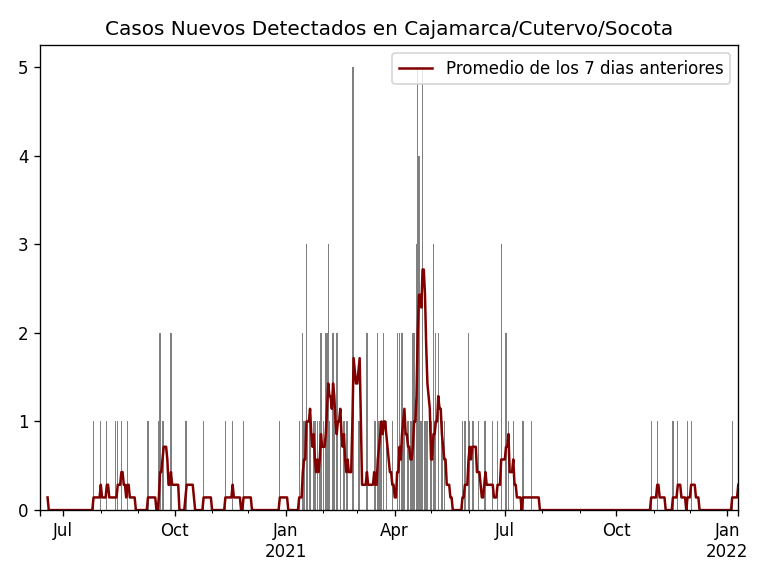 Casos Nuevos Detectados en Cajamarca/Cutervo/Socota
Promedio de los 7 dias anteriores
5
4
3
2
1
0
Jul Oct Jan Apr Jul Oct Jan
2021 2022